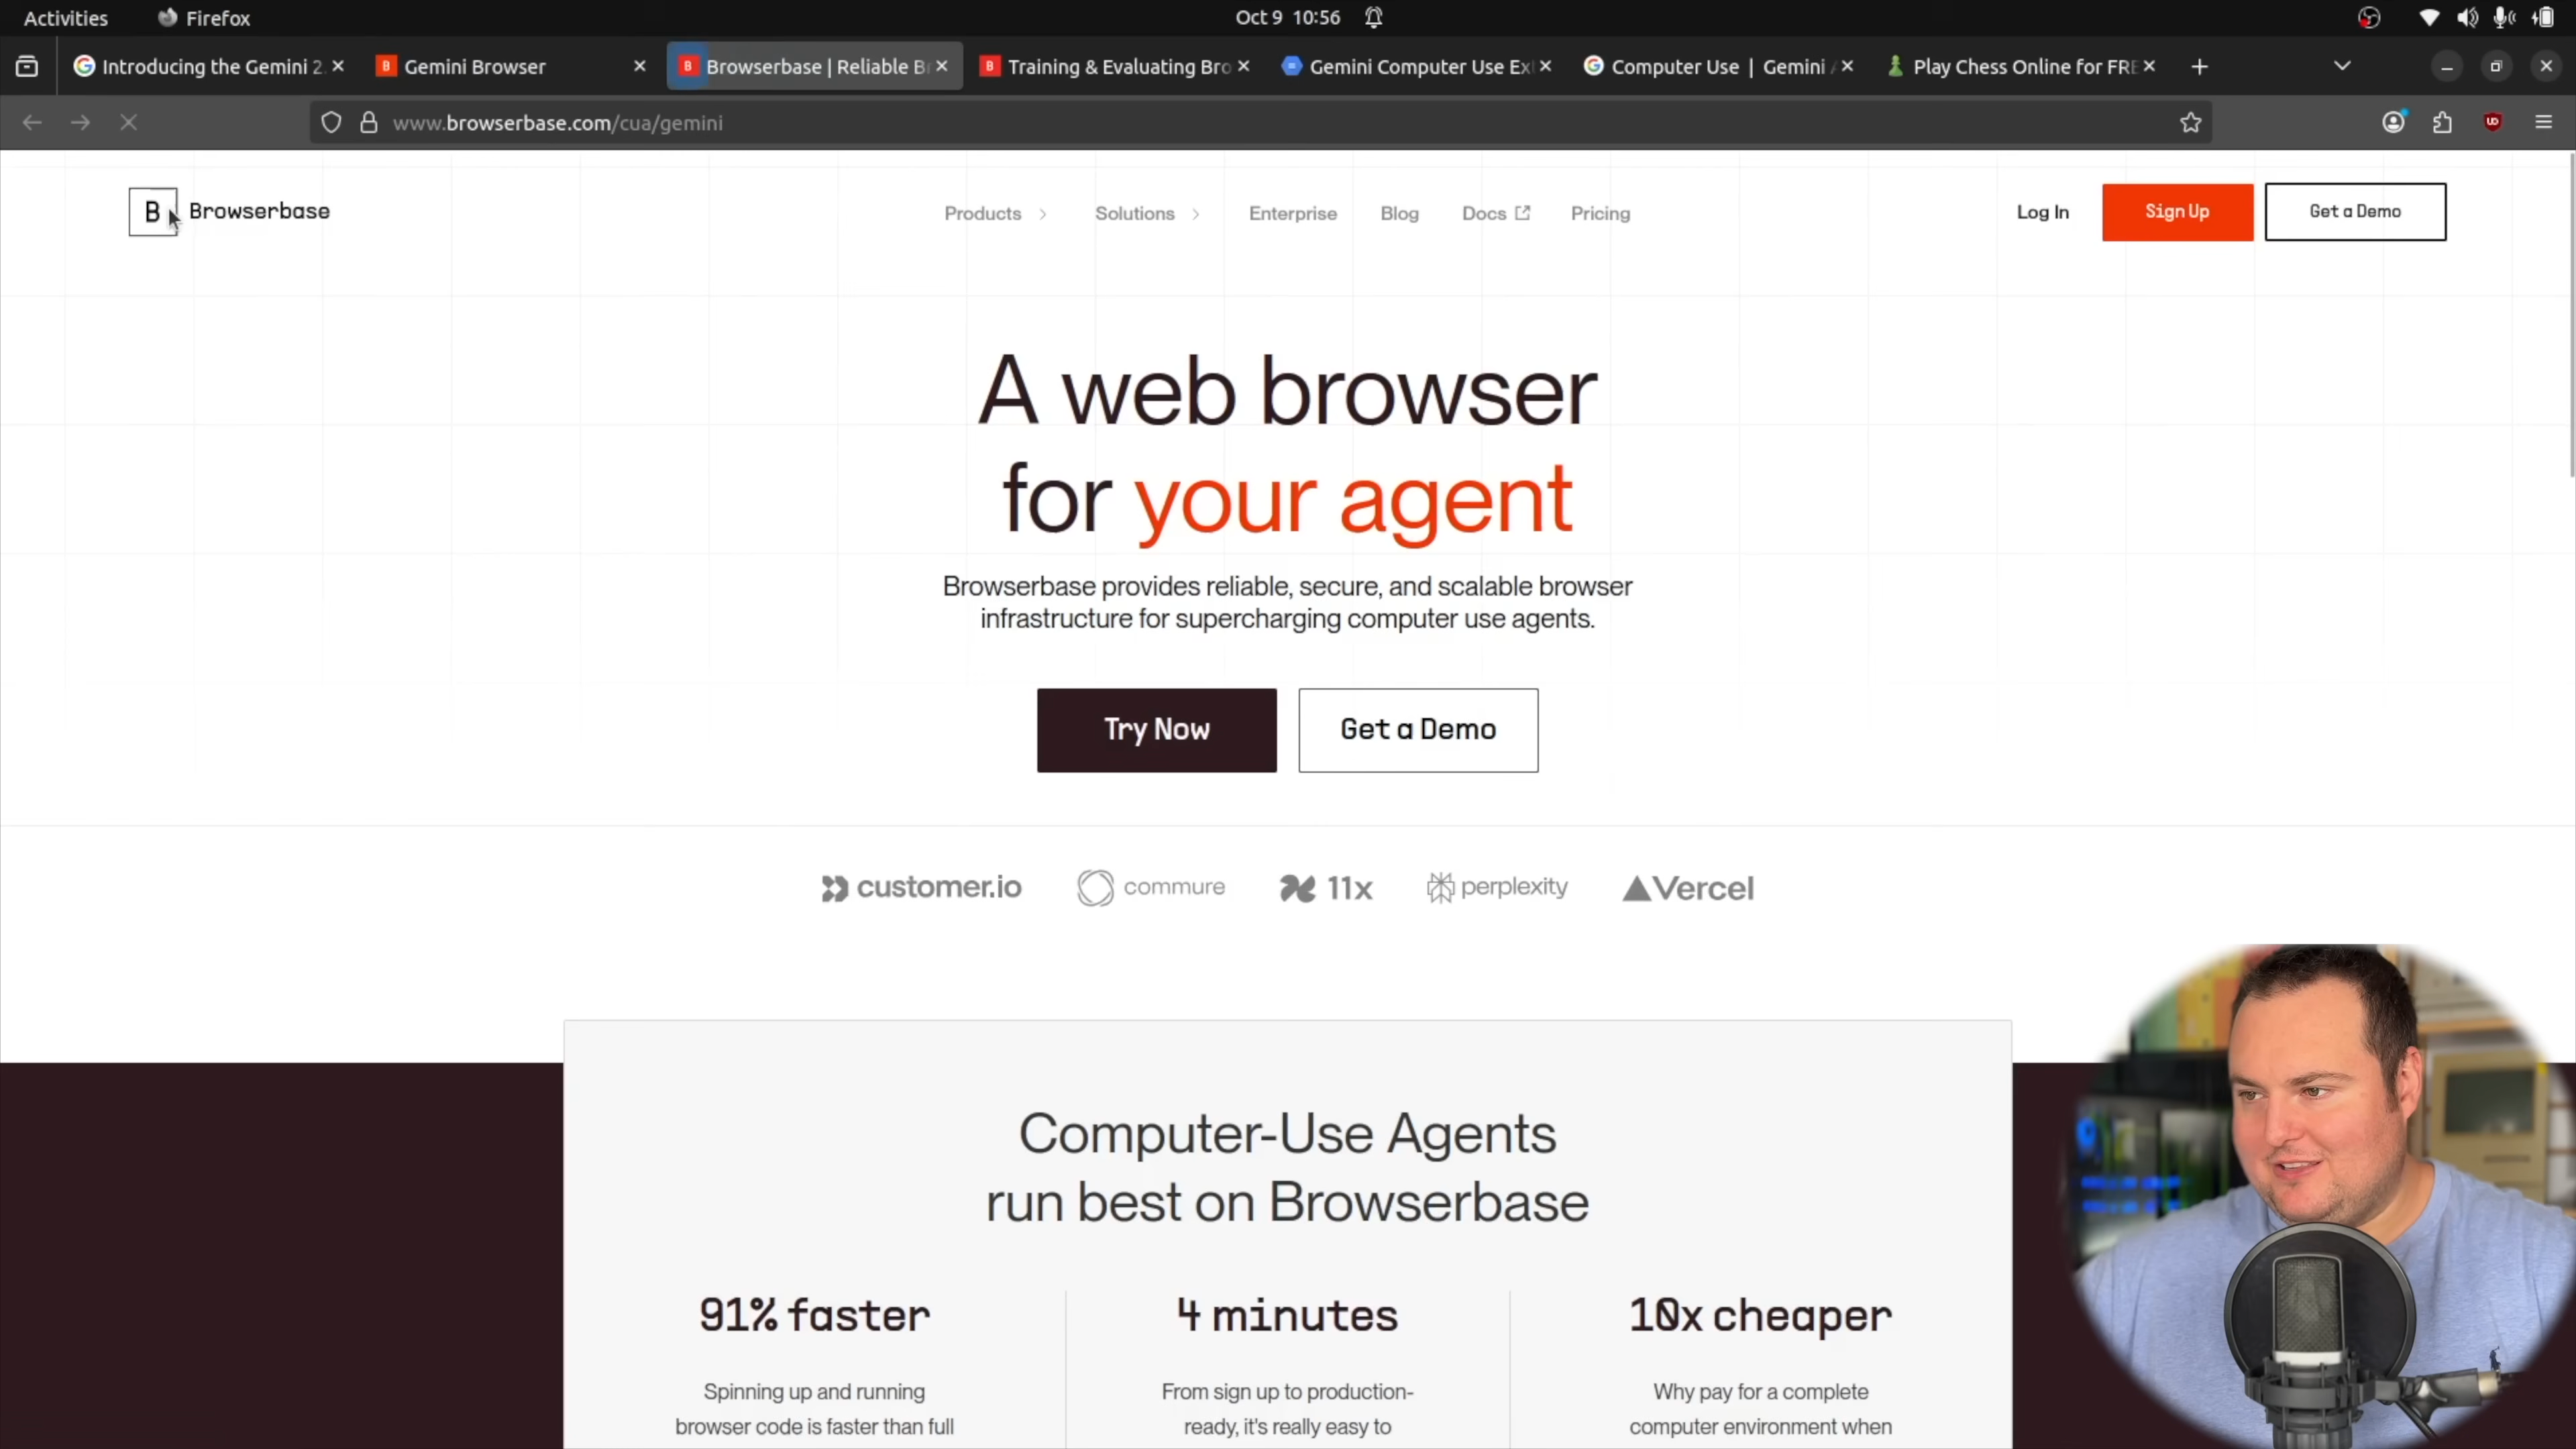 Activities
Firefox
Oct 9 10:56
Introducing the Gemini 2.
Gemini Browser
Browserbase | Reliable Br
Training & Evaluating Bro
Gemini Computer Use Ex
Computer Use | Gemini
Play Chess Online for FRE
www.browserbase.com/cua/gemini
B Browserbase
Products
Solutions
Enterprise
Blog
Docs
Pricing
Log In
Sign Up
Get a Demo
A web browser
for your agent
Browserbase provides reliable, secure, and scalable browser
infrastructure for supercharging computer use agents.
Try Now
Get a Demo
customer.io
commure
11x
perplexity
Vercel
Computer-Use Agents
run best on Browserbase
91% faster
Spinning up and running
browser code is faster than full
4 minutes
From sign up to production-
ready, it's really easy to
10x cheaper
Why pay for a complete
computer environment when